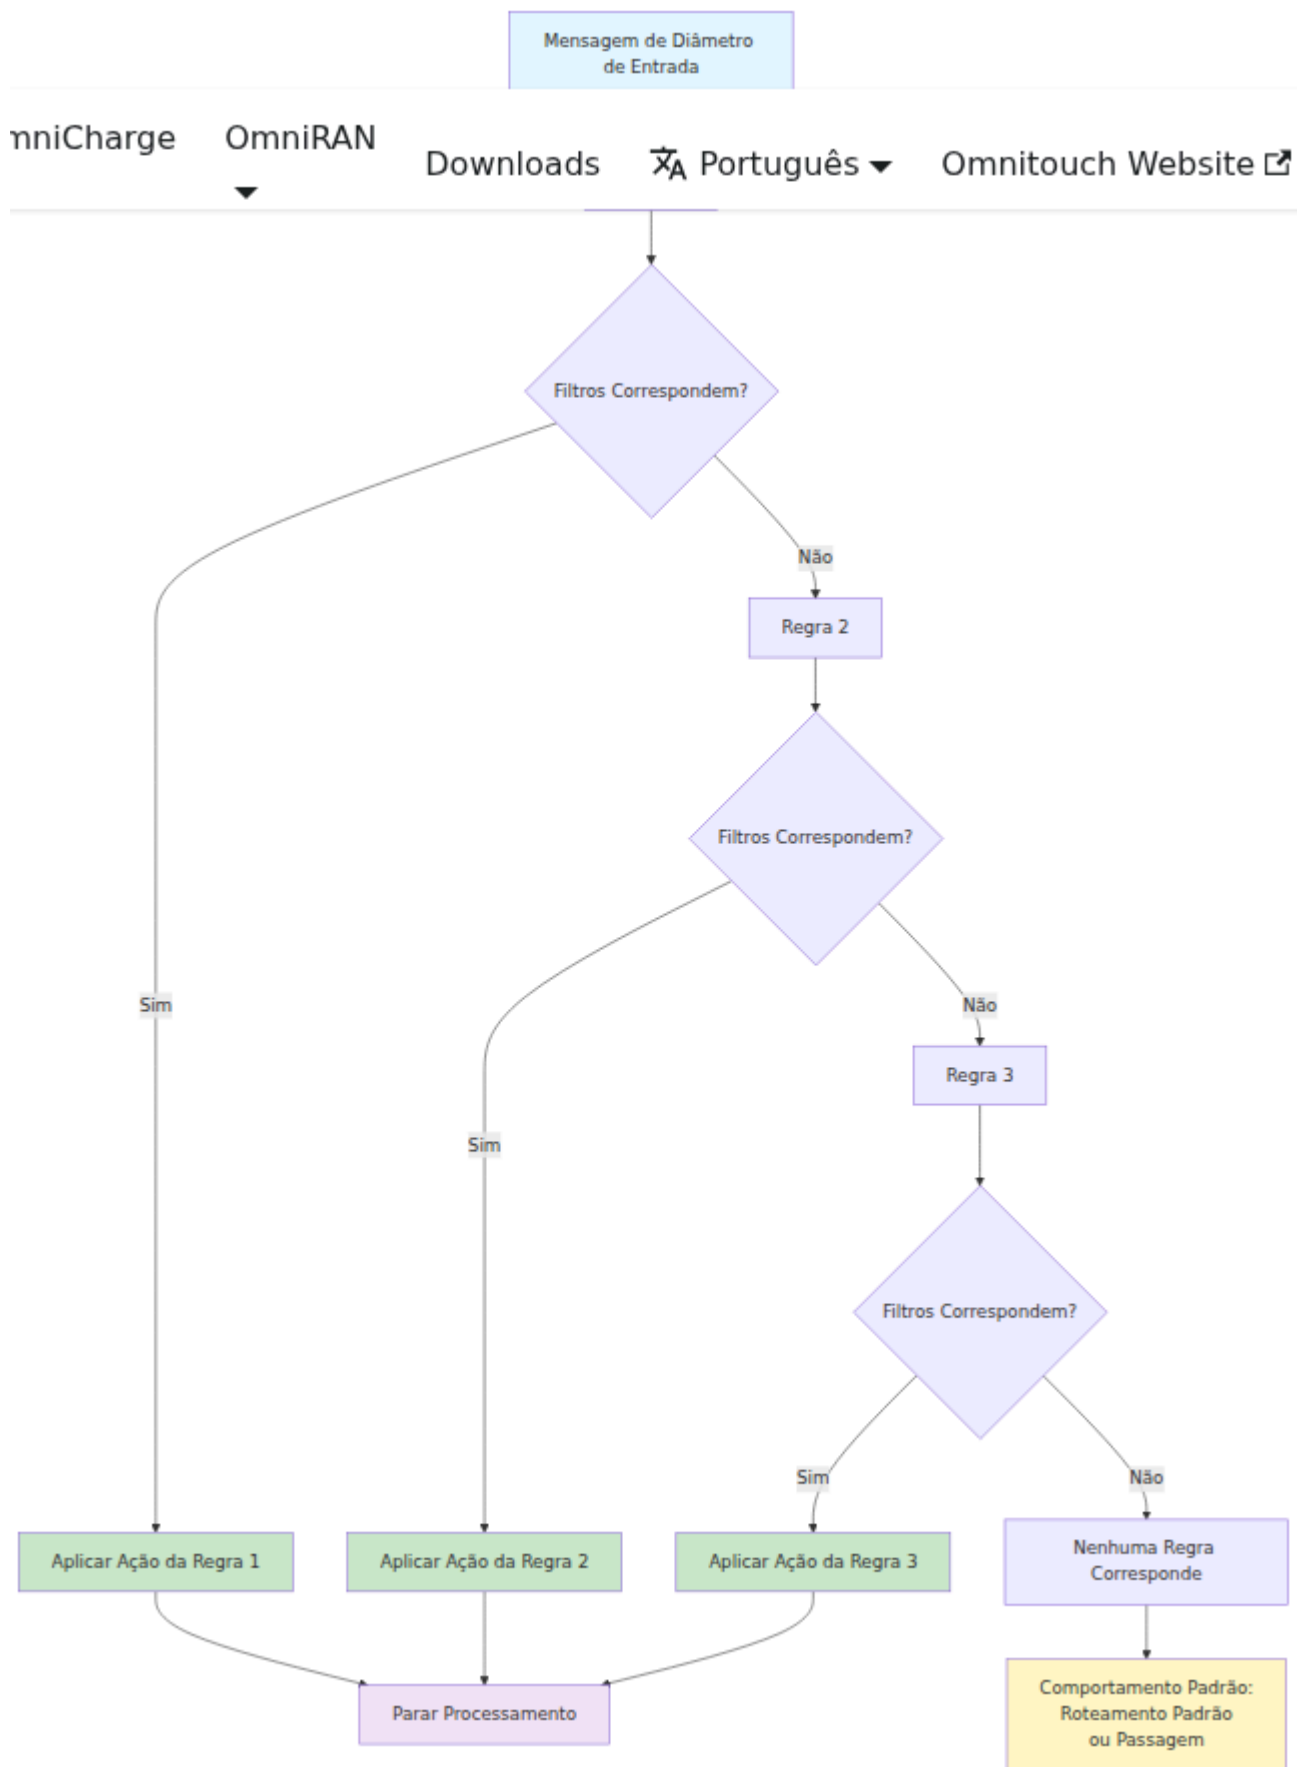 Mensagem de Diâmetro
de Entrada
mniCharge
OmniRAN
Downloads
Português
Omnitouch Website
Filtros Correspondem?
Não
Regra 2
Filtros Correspondem?
Sim
Não
Regra 3
Sim
Filtros Correspondem?
Sim
Não
Aplicar Ação da Regra 1
Aplicar Ação da Regra 2
Aplicar Ação da Regra 3
Nenhuma Regra
Corresponde
Parar Processamento
Comportamento Padrão:
Roteamento Padrão
ou Passagem